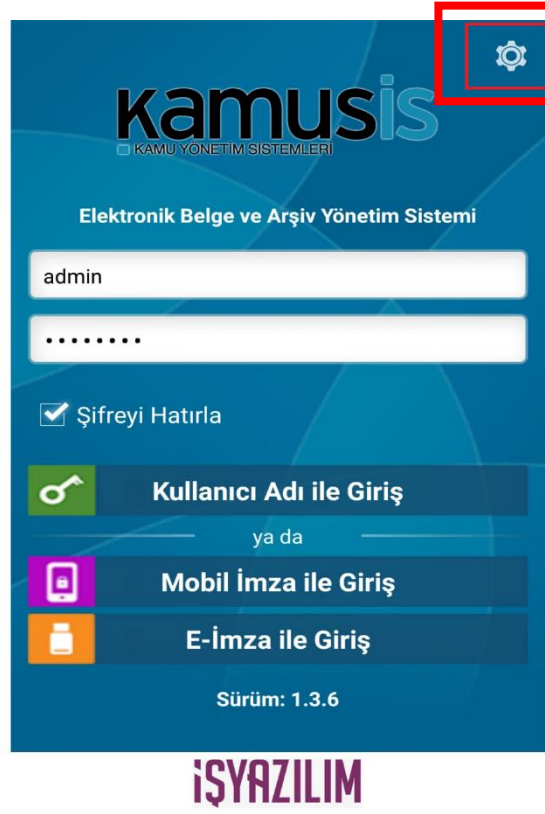 kamusis
KAMU YÖNETİM SİSTEMLERİ
Elektronik Belge ve Arşiv Yönetim Sistemi
admin
••••••••
Şifreyi Hatırla
Kullanıcı Adı ile Giriş
ya da
Mobil İmza ile Giriş
E-İmza ile Giriş
Sürüm: 1.3.6
iŞYAZILIM